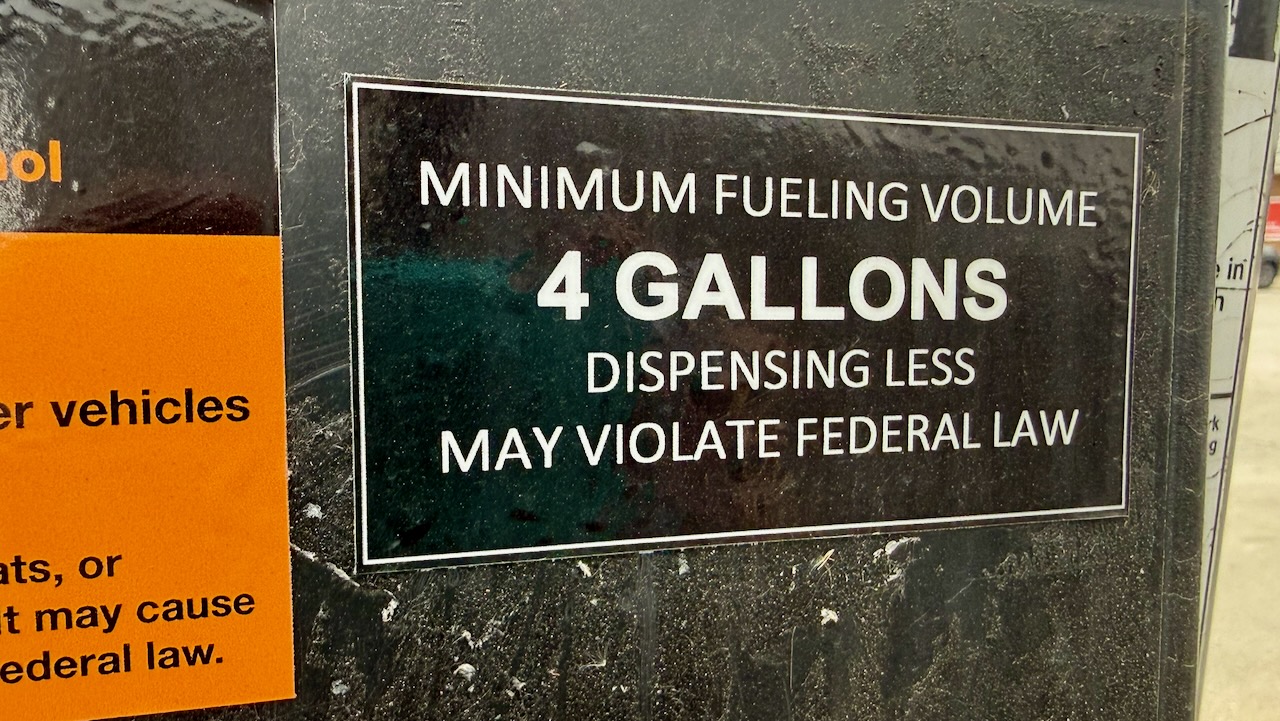 er vehicles
ats, or
it may cause
ederal law.
MINIMUM FUELING VOLUME
4 GALLONS
DISPENSING LESS
MAY VIOLATE FEDERAL LAW
in